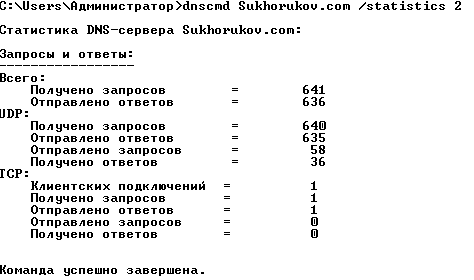 C:\Users\Администратор>dnscmd Sukhorukov.com /statistics 2
Статистика DNS-сервера Sukhorukov.com:
Запросы и ответы:
-----------------
Всего:
Получено запросов = 641
Отправлено ответов = 636
UDP:
Получено запросов = 640
Отправлено ответов = 635
Отправлено запросов = 58
Получено ответов = 36
TCP:
Клиентских подключений = 1
Получено запросов = 1
Отправлено ответов = 1
Отправлено запросов = 0
Получено ответов = 0
Команда успешно завершена.